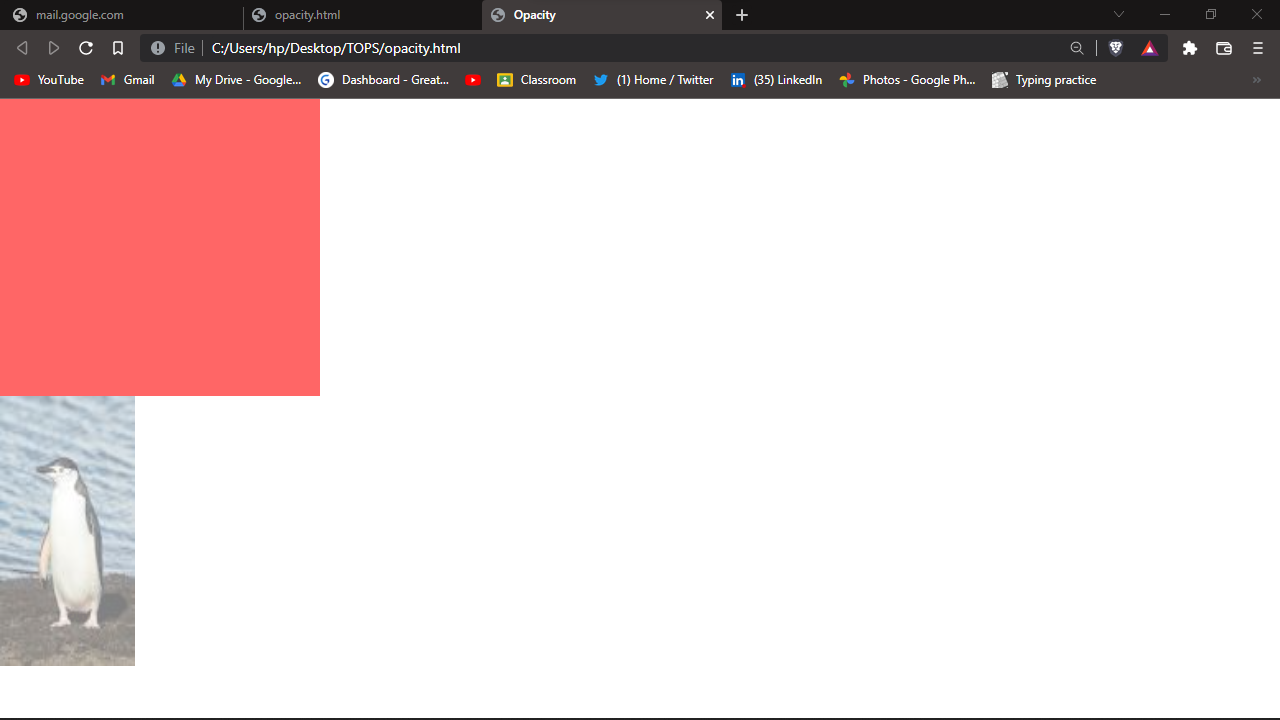 mail.google.com
opacity.html
Opacity
File
C:/Users/hp/Desktop/TOPS/opacity.html
YouTube
Gmail
My Drive - Google...
Dashboard - Great...
Classroom
(1) Home / Twitter
(35) LinkedIn
Photos - Google Ph...
Typing practice